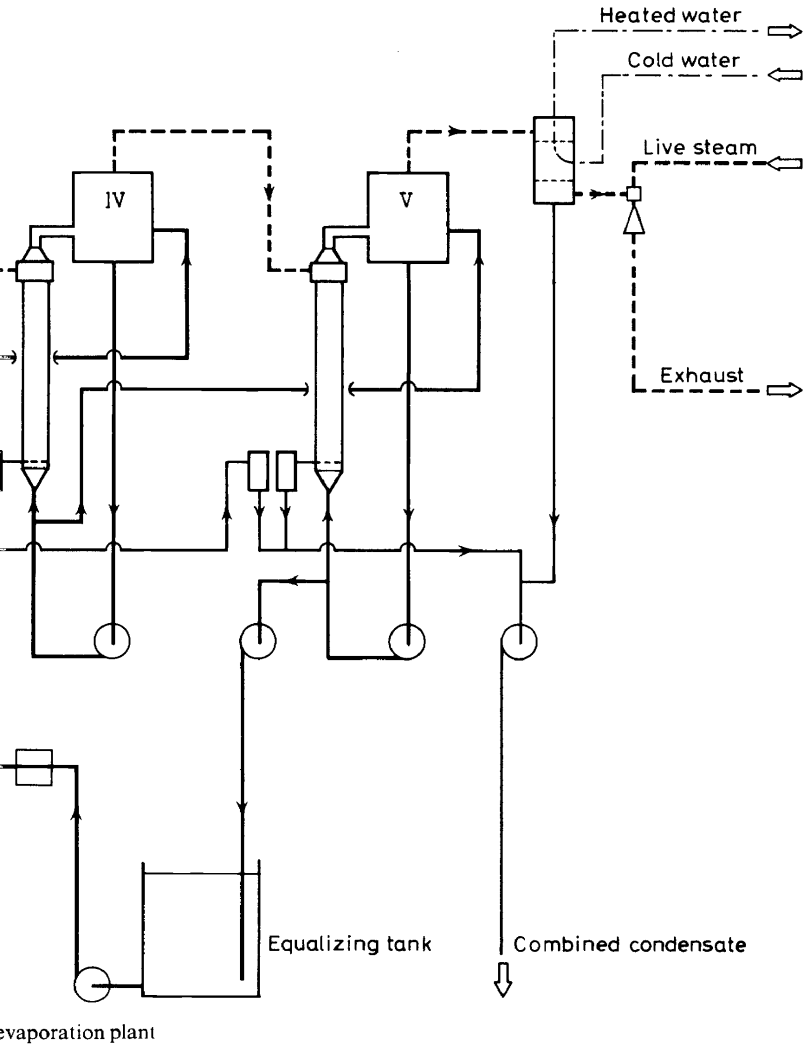 Heated water
Cold water
Live steam
IV
V
Exhaust
Equalizing tank
Combined condensate
evaporation plant